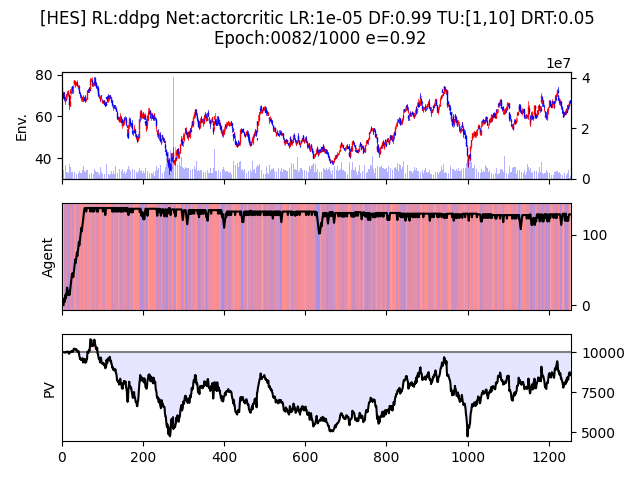 [HES] RL:ddpg Net:actorcritic LR:1e-05 DF:0.99 TU:[1,10] DRT:0.05
Epoch:0082/1000 e=0.92
1e7
80
60
40
Env.
4
2
0
Agent
100
0
PV
10000
7500
5000
0 200 400 600 800 1000 1200